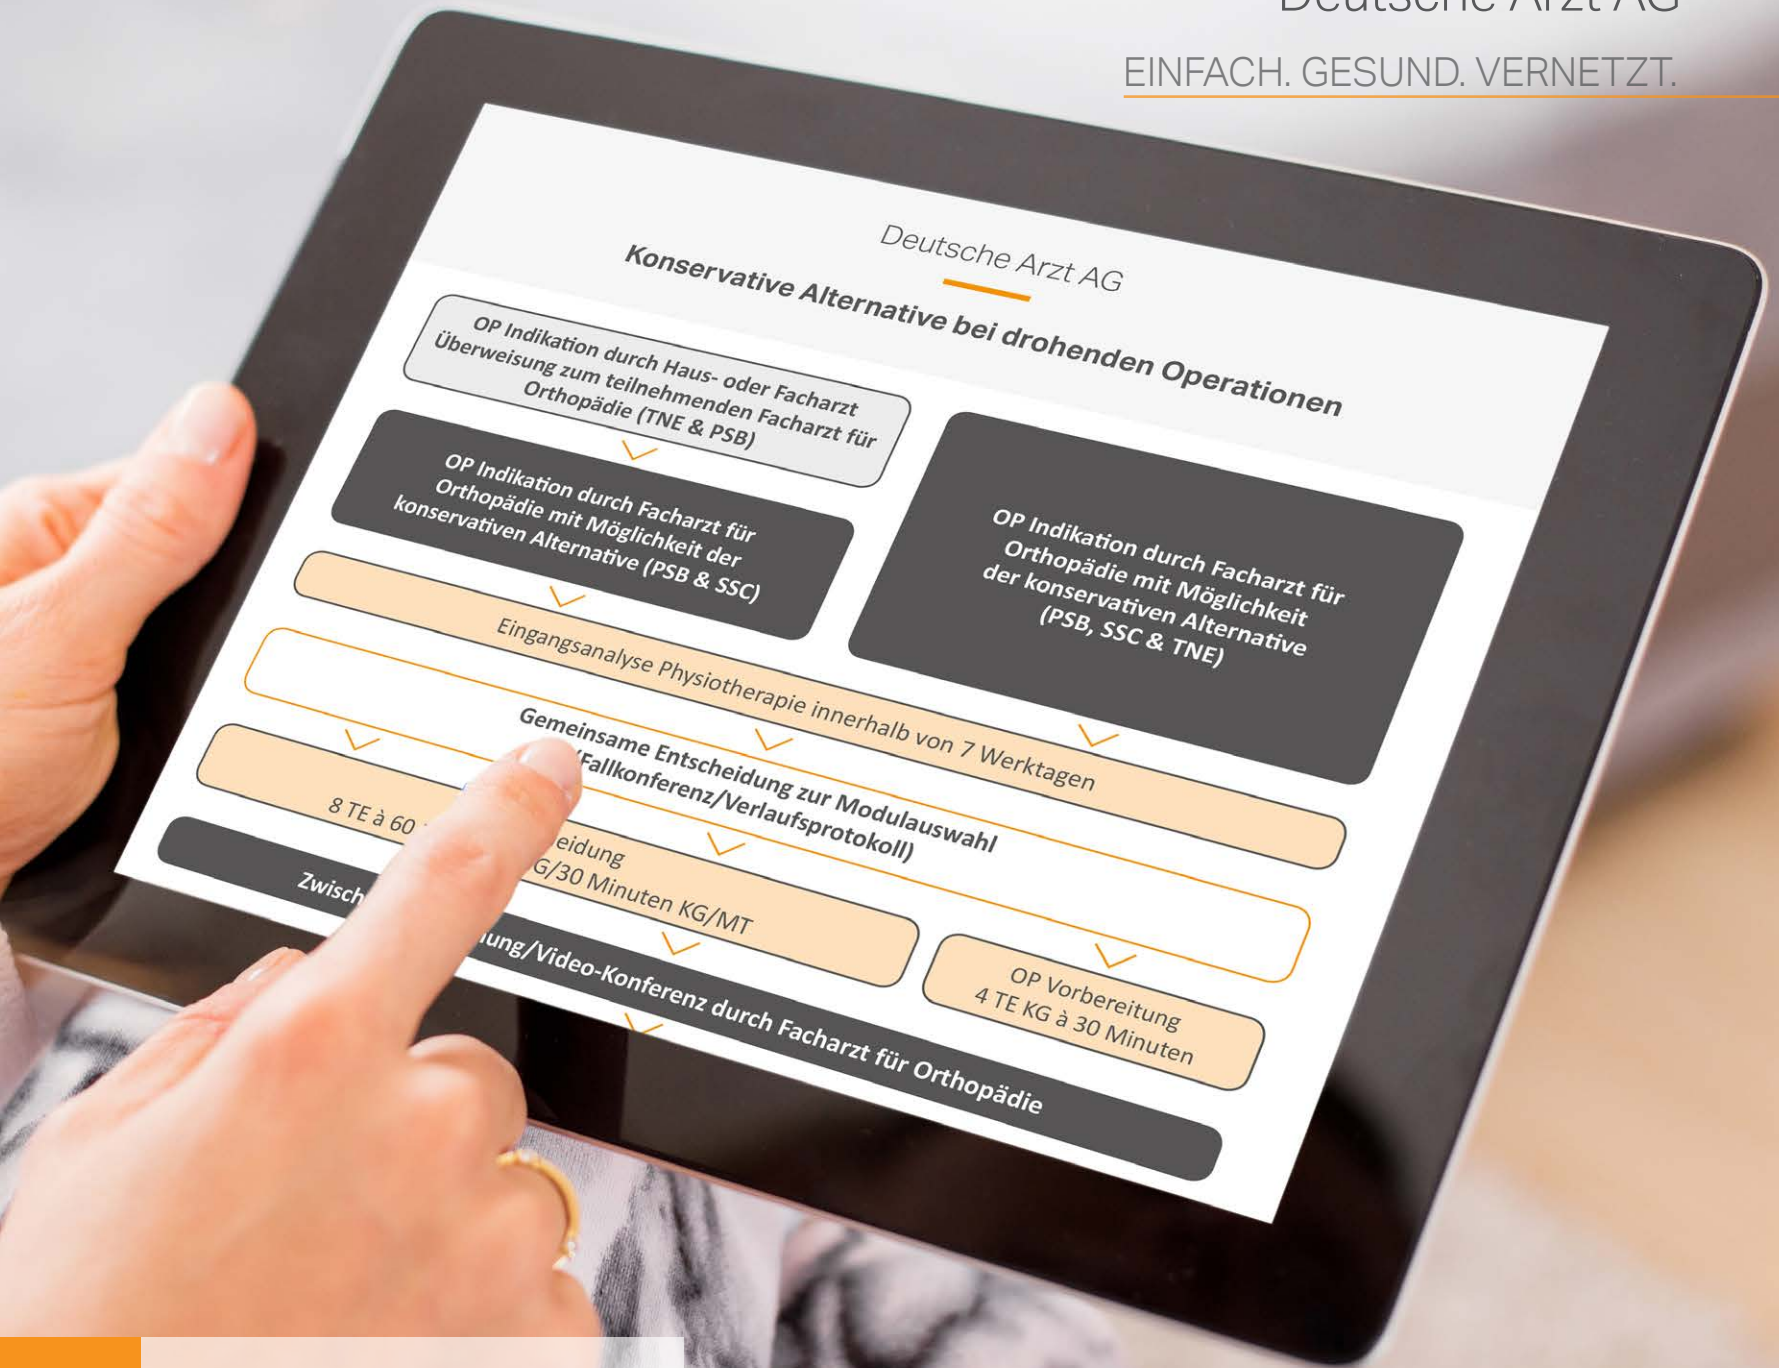 Deutsche Arzt AG
EINFACH. GESUND. VERNETZT.
Deutsche Arzt AG
Konservative Alternative bei drohenden Operationen
OP Indikation durch Haus- oder Facharzt
Überweisung zum teilnehmenden Facharzt für
Orthopädie (TNE & PSB)
OP Indikation durch Facharzt für
Orthopädie mit Möglichkeit der
konservativen Alternative (PSB & SSC)
OP Indikation durch Facharzt für
Orthopädie mit Möglichkeit
der konservativen Alternative
(PSB, SSC & TNE)
Eingangsanalyse Physiotherapie innerhalb von 7 Werktagen
Gemeinsame Entscheidung zur Modulauswahl
(Fallkonferenz/Verlaufsprotokoll)
eidung
8 TE à 60 G/30 Minuten KG/MT
OP Vorbereitung
4 TE KG à 30 Minuten
Zwisch ung/Video-Konferenz durch Facharzt für Orthopädie